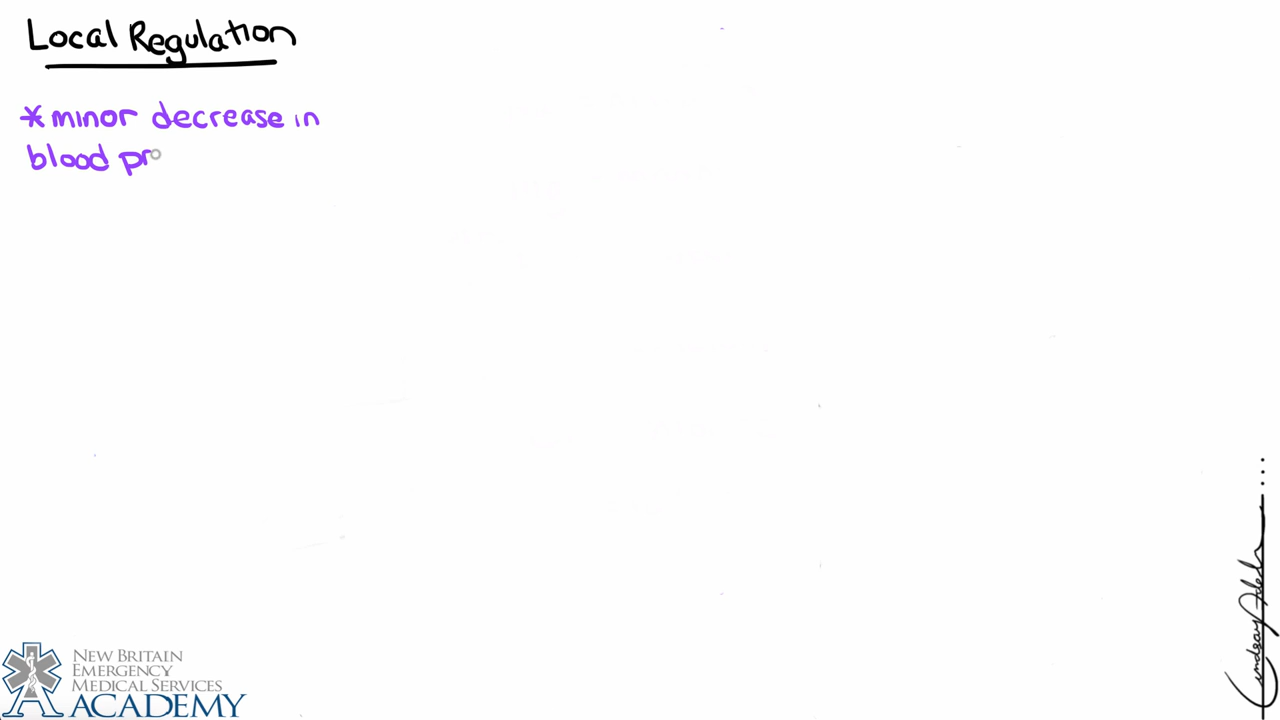 Local Regulation
*minor decrease in
blood pr
NEW BRITAIN
EMERGENCY
MEDICAL SERVICES
ACADEMY